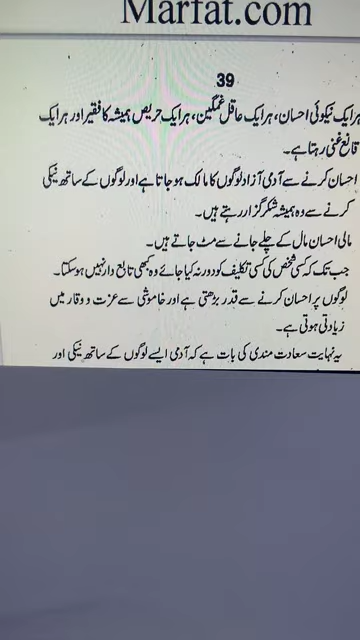 Marfat.com
39
ہر ایک نیکوئی احسان، ہر ایک عاقل غمگین، ہر ایک حریص ہمیشہ کا فقیر اور ہر ایک
قانع غنی رہتا ہے۔
احسان کرنے سے آدمی آزاد لوگوں کا مالک ہو جاتا ہے اور لوگوں کے ساتھ نیکی
کرنے سے وہ ہمیشہ شکر گزار رہتے ہیں۔
مالی احسان مال کے چلے جانے سے مٹ جاتے ہیں۔
جب تک کہ کسی شخص کی کسی تکلیف کو دور نہ کیا جائے وہ کبھی تابع دار نہیں ہو سکتا۔
لوگوں پر احسان کرنے سے قدر بڑھتی ہے اور خاموشی سے عزت و وقار میں
زیادتی ہوتی ہے۔
یہ نہایت سعادت مندی کی بات ہے کہ آدمی ایسے لوگوں کے ساتھ نیکی اور